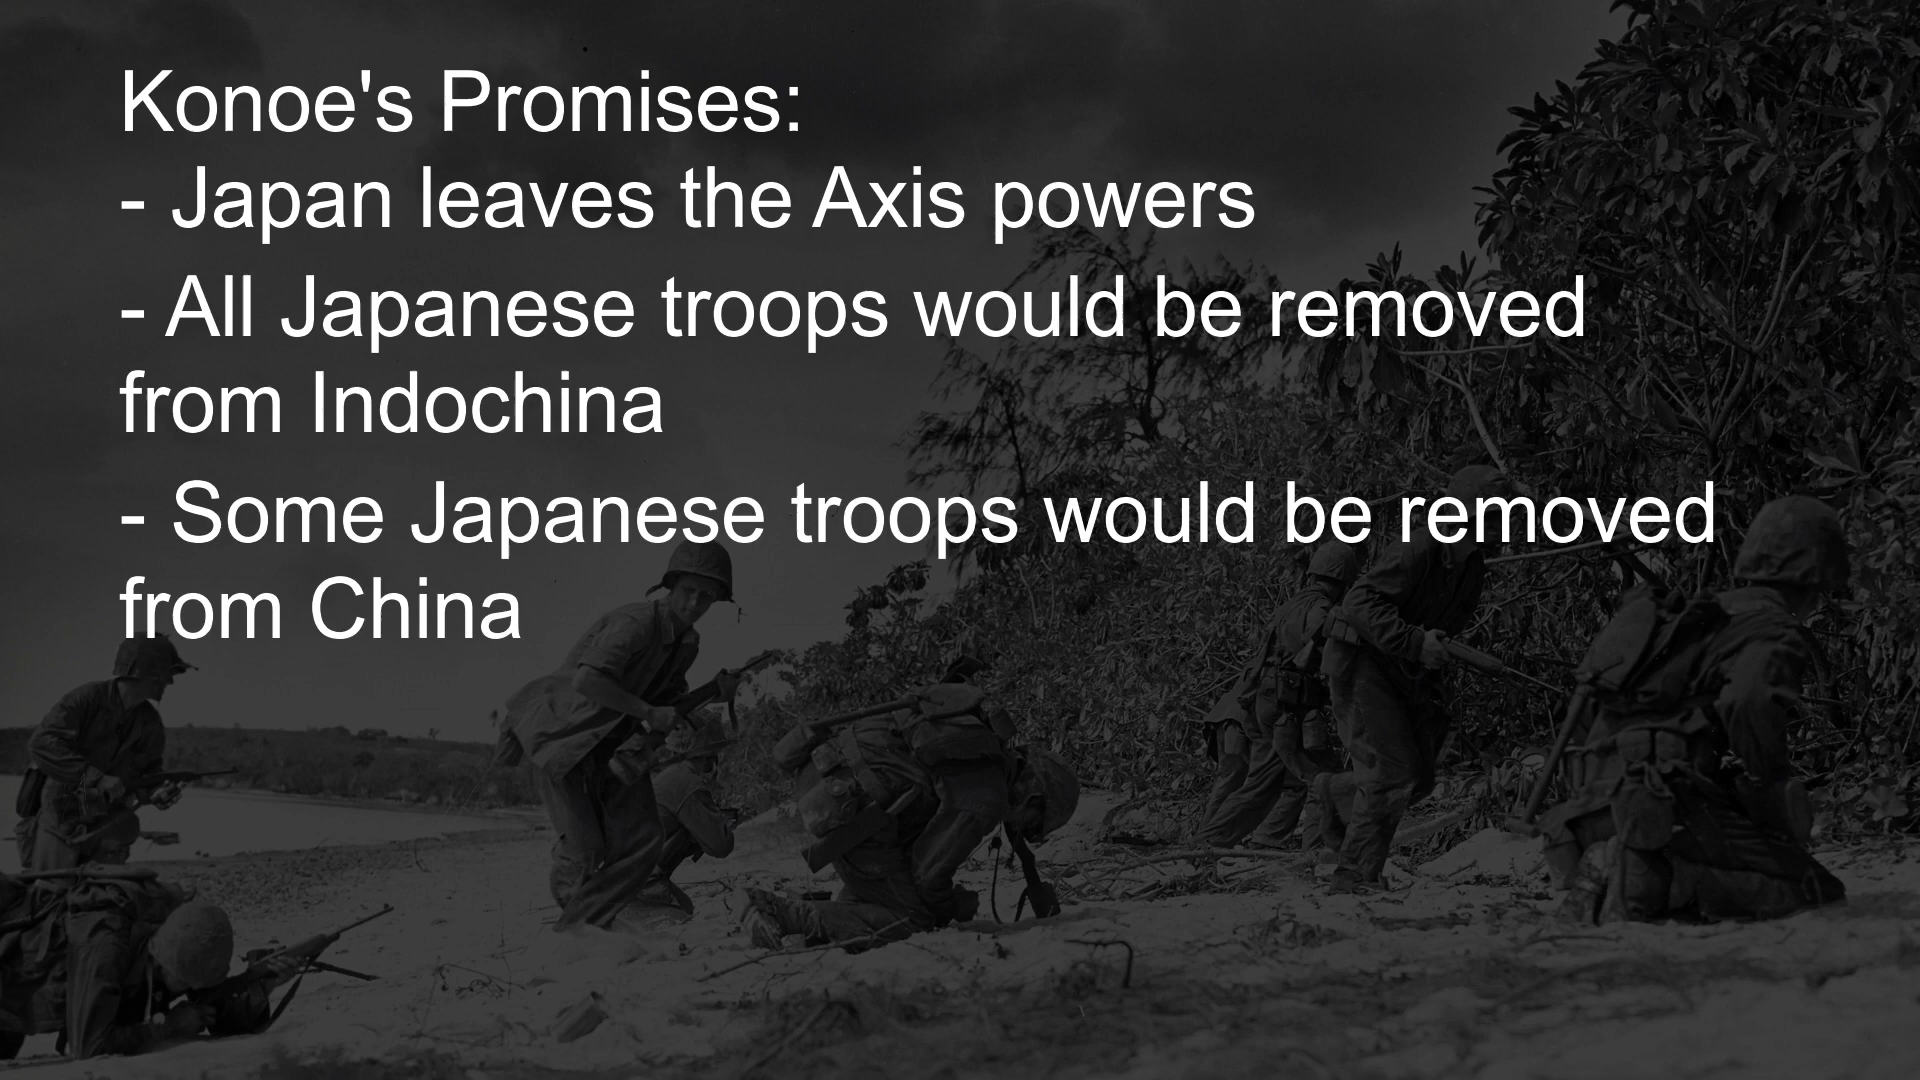 Konoe's Promises:
- Japan leaves the Axis powers
- All Japanese troops would be removed
from Indochina
- Some Japanese troops would be removed
from China